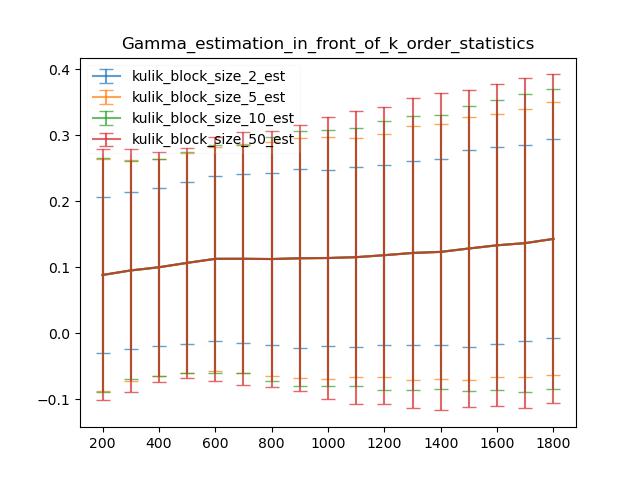 Gamma_estimation_in_front_of_k_order_statistics
kulik_block_size_2_est
kulik_block_size_5_est
kulik_block_size_10_est
kulik_block_size_50_est
0.4
0.3
0.2
0.1
0.0
−0.1
200 400 600 800 1000 1200 1400 1600 1800